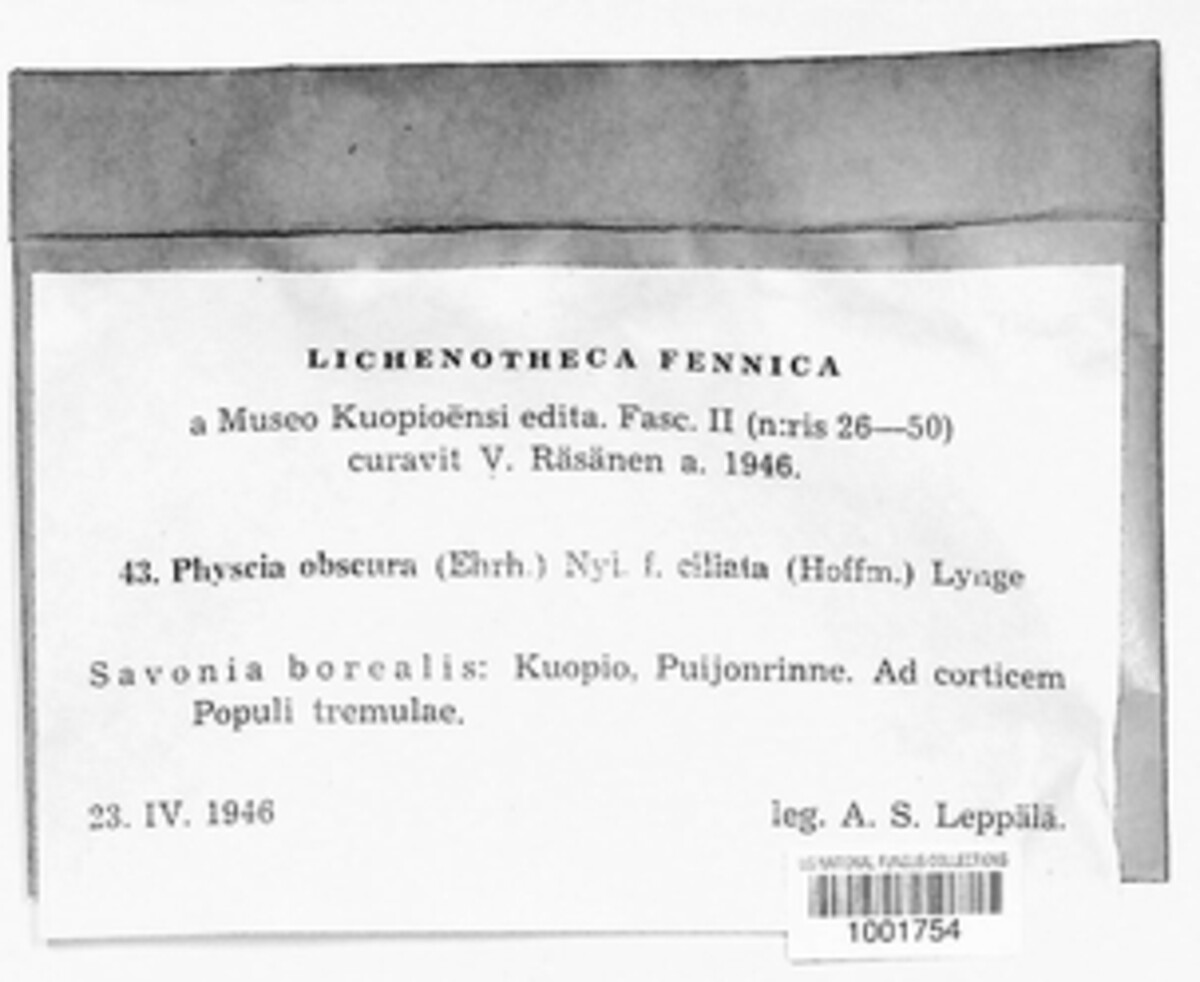 LICHENOTHECA FENNICA
a Museo Kuopioënsi edita. Fasc. II (n:ris 26—50)
curavit V. Räsänen a. 1946.
43. Physcia obscura (Ehrh.) Nyl. f. ciliata (Hoffm.) Lynge
Savonia borealis: Kuopio, Puijonrinne. Ad corticem
Populi tremulae.
23. IV. 1946
leg. A. S. Leppälä.
US NATIONAL FUNGUS COLLECTIONS
1001754